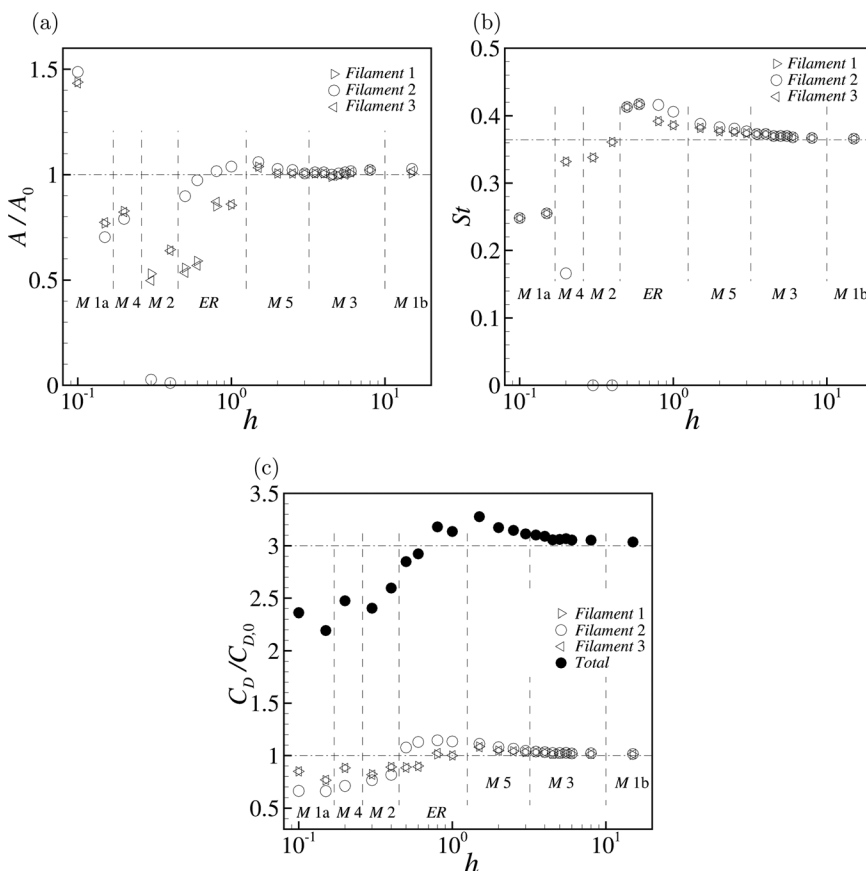 (a)
1.5
1
0.5
0
A / A0
Filament 1
Filament 2
Filament 3
M 1a M 4 M 2 ER M 5 M 3 M 1b
10-1 100 101
h
(b)
0.5
0.4
0.3
0.2
0.1
0
St
Filament 1
Filament 2
Filament 3
M 1a M 4 M 2 ER M 5 M 3 M 1b
10-1 100 101
h
(c)
3.5
3
2.5
2
1.5
1
0.5
CD/CD,0
Filament 1
Filament 2
Filament 3
Total
M 5 M 3 M 1b
M 1a M 4 M 2 ER
10-1 100 101
h